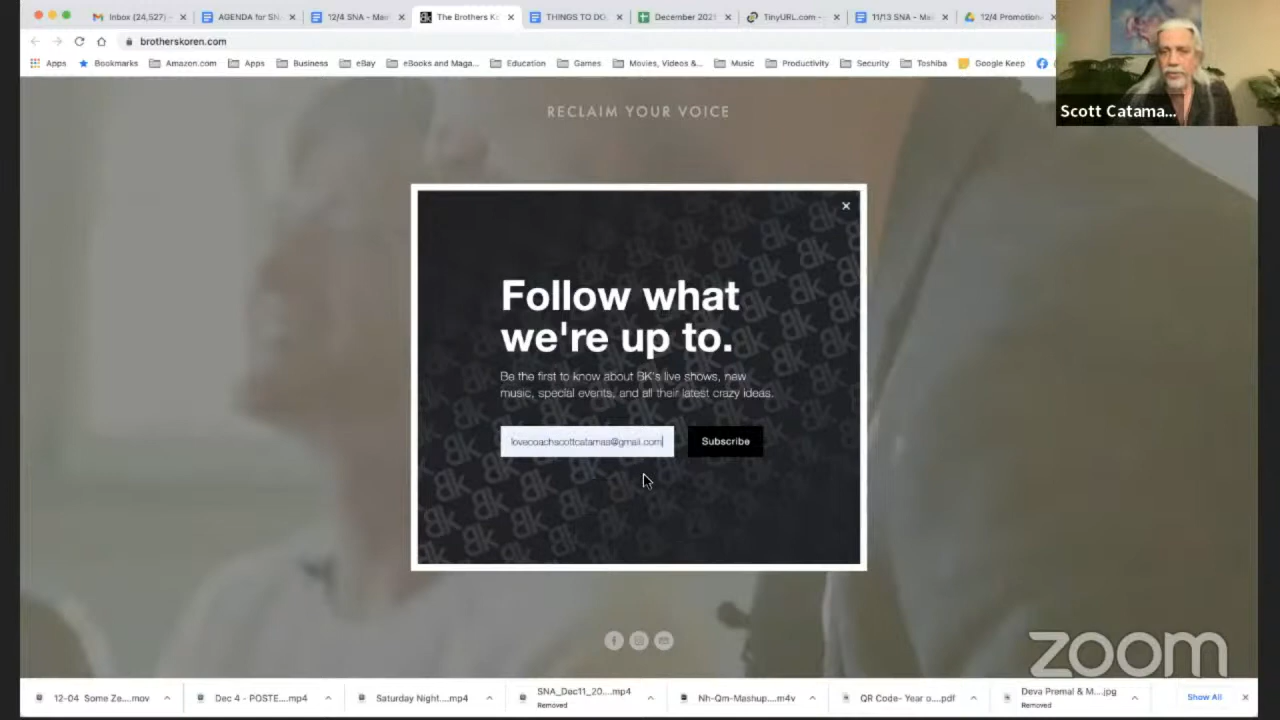 Inbox (24,527) -
AGENDA for SN
12/4 SNA - Ma
The Brothers K
THINGS TO DO
December 2021
TinyURL.com -
11/13 SNA - Ma
12/4 Promotion
brotherskoren.com
Apps
Bookmarks
Amazon.com
Apps
Business
eBay
eBooks and Maga...
Education
Games
Movies, Videos &...
Music
Productivity
Security
Toshiba
Google Keep
Scott Catama...
RECLAIM YOUR VOICE
Follow what
we're up to.
Be the first to know about BK's live shows, new
music, special events, and all their latest crazy ideas.
lovecoachscottcatamas@gmail.com
Subscribe
zoom
12-04 Some Ze....mov
Dec 4 - POSTE....mp4
Saturday Night....mp4
SNA_Dec11_20....mp4
Removed
Nh-Qm-Mashup....m4v
QR Code- Year o....pdf
Deva Premal & M....jpg
Removed
Show All